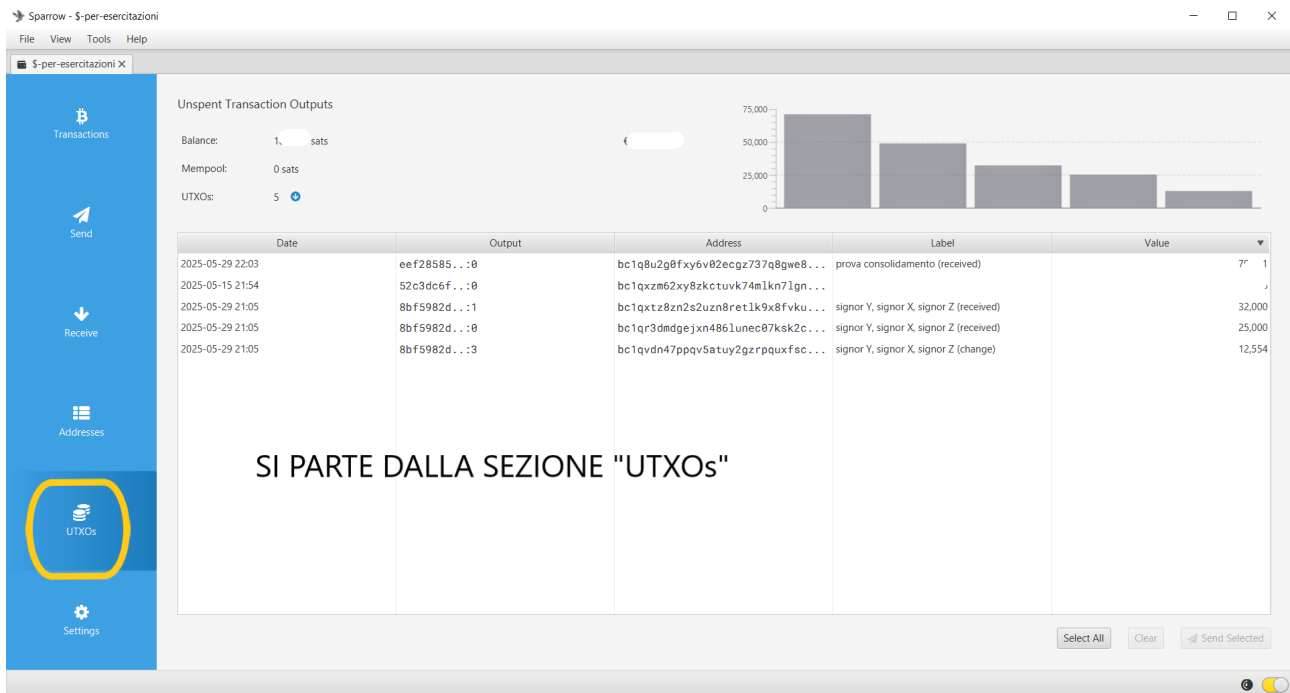 Sparrow - $-per-esercitazioni
File View Tools Help
$-per-esercitazioni
Transactions
Send
Receive
Addresses
UTXOs
Settings
Unspent Transaction Outputs
Balance: sats €
Mempool: 0 sats
UTXOs: 5
75,000
50,000
25,000
0
Date Output Address Label Value
2025-05-29 22:03 eef28585..:0 bc1q8u2g0fxy6v02ecgz737q8gwe8... prova consolidamento (received)
2025-05-15 21:54 52c3dc6f..:0 bc1qxzm62xy8zkctuvk74mlkn7lgn...
2025-05-29 21:05 8bf5982d..:1 bc1qxtz8zn2s2uzn8retlk9x8fvku... signor Y, signor X, signor Z (received) 32,000
2025-05-29 21:05 8bf5982d..:0 bc1qr3dmdgejxn486lunec07ksk2c... signor Y, signor X, signor Z (received) 25,000
2025-05-29 21:05 8bf5982d..:3 bc1qvdn47ppqv5atuy2gzrpquxfsc... signor Y, signor X, signor Z (change) 12,554
SI PARTE DALLA SEZIONE "UTXOs"
Select All Clear Send Selected